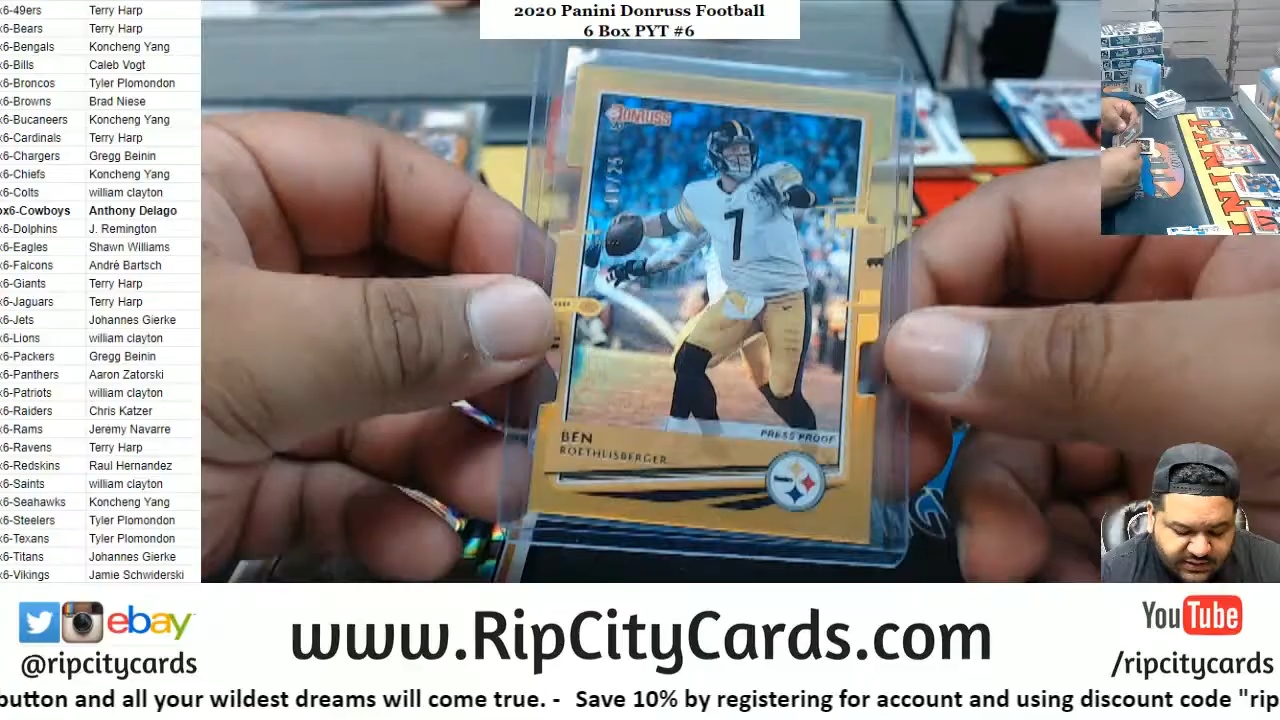 2020 Panini Donruss Football
6 Box PYT #6
x6-49ers Terry Harp
x6-Bears Terry Harp
x6-Bengals Koncheng Yang
x6-Bills Caleb Vogt
x6-Broncos Tyler Plomondon
x6-Browns Brad Niese
x6-Bucaneers Koncheng Yang
x6-Cardinals Terry Harp
x6-Chargers Gregg Beinin
x6-Chiefs Koncheng Yang
x6-Colts william clayton
ox6-Cowboys Anthony Delago
x6-Dolphins J. Remington
x6-Eagles Shawn Williams
x6-Falcons André Bartsch
x6-Giants Terry Harp
x6-Jaguars Terry Harp
x6-Jets Johannes Gierke
x6-Lions william clayton
x6-Packers Gregg Beinin
x6-Panthers Aaron Zatorski
x6-Patriots william clayton
x6-Raiders Chris Katzer
x6-Rams Jeremy Navarre
x6-Ravens Terry Harp
x6-Redskins Raul Hernandez
x6-Saints william clayton
x6-Seahawks Koncheng Yang
x6-Steelers Tyler Plomondon
x6-Texans Tyler Plomondon
x6-Titans Johannes Gierke
x6-Vikings Jamie Schwiderski
DONRUSS
7
PRESS PROOF
BEN
ROETHLISBERGER
PANINI
ebay
@ripcitycards
www.RipCityCards.com
YouTube
/ripcitycards
button and all your wildest dreams will come true. - Save 10% by registering for account and using discount code "rip